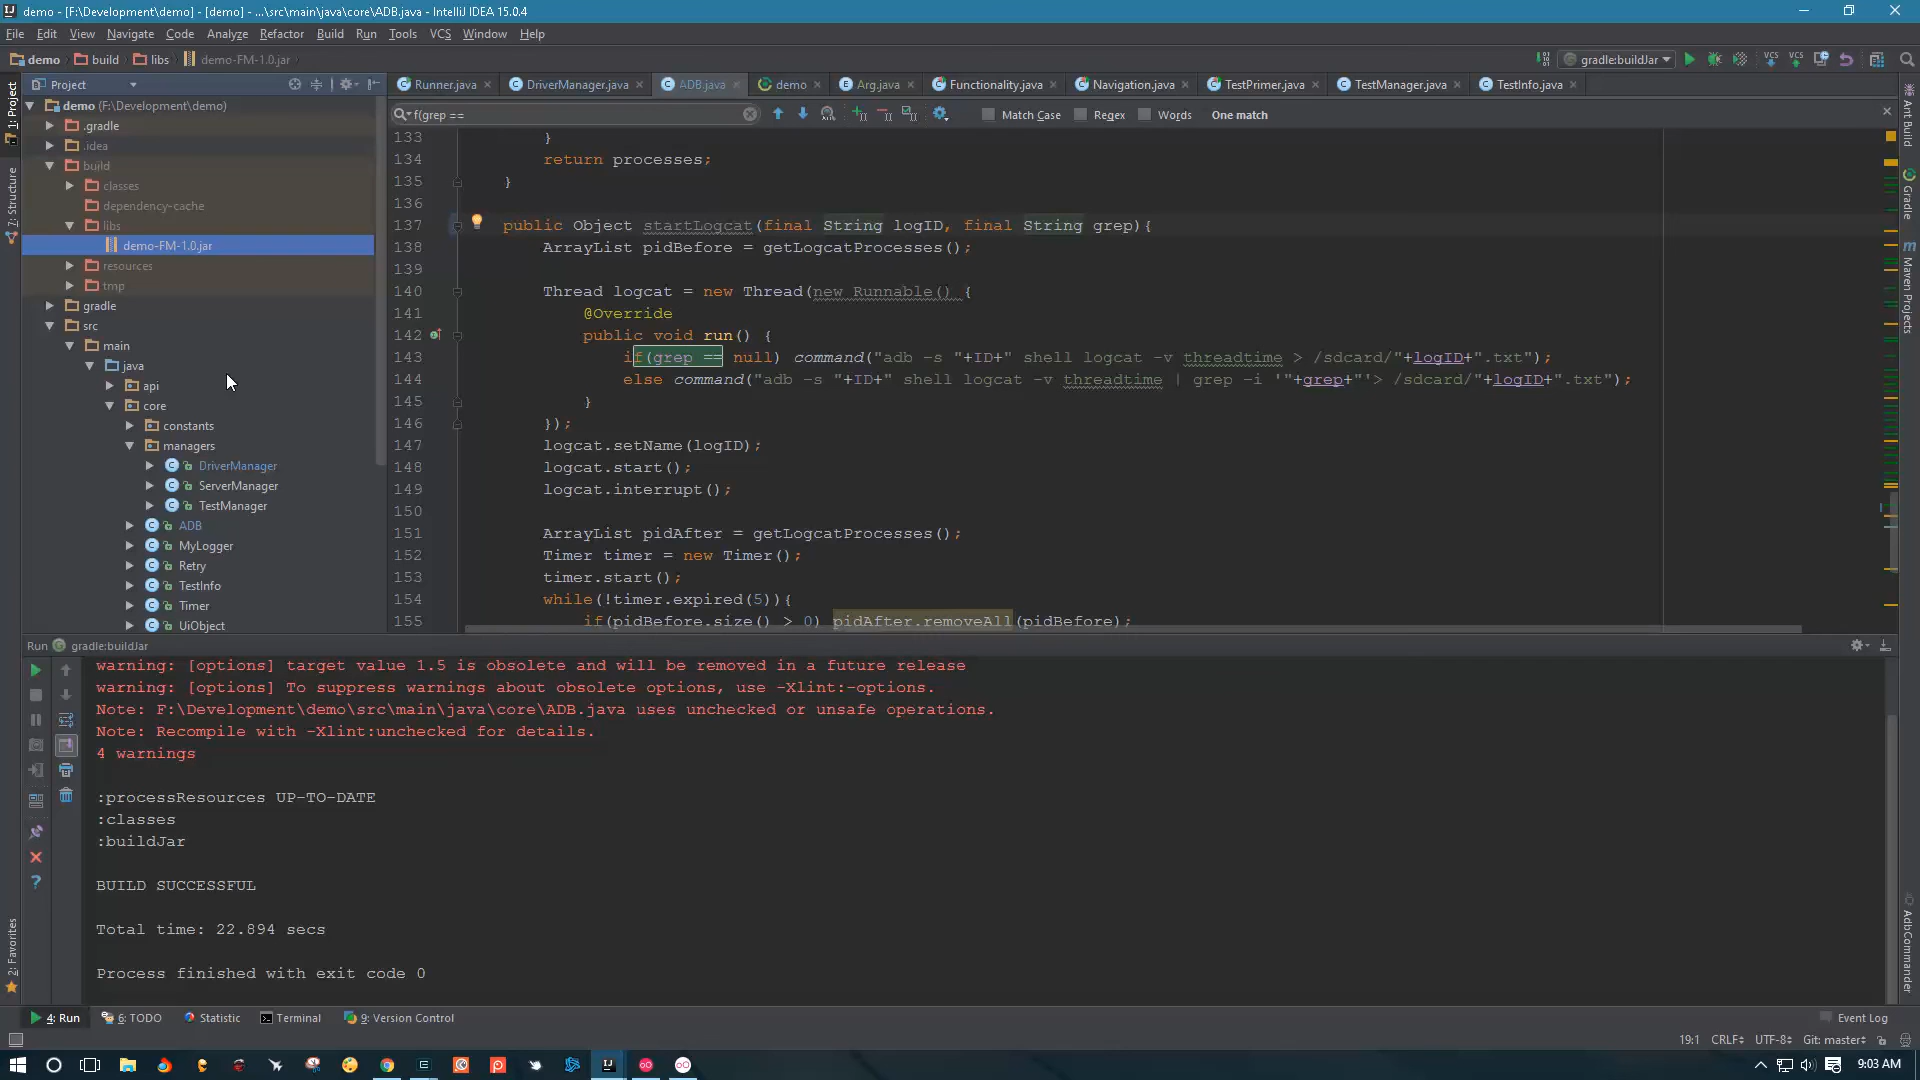 demo - [F:\Development\demo] - [demo] - ...\src\main\java\core\ADB.java - IntelliJ IDEA 15.0.4
File Edit View Navigate Code Analyze Refactor Build Run Tools VCS Window Help
demo build libs demo-FM-1.0.jar gradle:buildJar
Project
Runner.java DriverManager.java ADB.java demo Arg.java Functionality.java Navigation.java TestPrimer.java TestManager.java TestInfo.java
f(grep ==
Match Case Regex Words One match
1: Project
Z: Structure
2: Favorites
demo (F:\Development\demo)
.gradle
.idea
build
classes
dependency-cache
libs
demo-FM-1.0.jar
resources
tmp
gradle
src
main
java
api
core
constants
managers
DriverManager
ServerManager
TestManager
ADB
MyLogger
Retry
TestInfo
Timer
UiObject
133 }
134 return processes;
135 }
136
137 public Object startLogcat(final String logID, final String grep){
138 ArrayList pidBefore = getLogcatProcesses();
139
140 Thread logcat = new Thread(new Runnable() {
141 @Override
142 public void run() {
143 if(grep == null) command("adb -s "+ID+" shell logcat -v threadtime > /sdcard/"+logID+".txt");
144 else command("adb -s "+ID+" shell logcat -v threadtime | grep -i '"+grep+"'> /sdcard/"+logID+".txt");
145 }
146 });
147 logcat.setName(logID);
148 logcat.start();
149 logcat.interrupt();
150
151 ArrayList pidAfter = getLogcatProcesses();
152 Timer timer = new Timer();
153 timer.start();
154 while(!timer.expired(5)){
155 if(pidBefore.size() > 0) pidAfter.removeAll(pidBefore);
Ant Build
Gradle
Maven Projects
AdbCommander
Run gradle:buildJar
warning: [options] target value 1.5 is obsolete and will be removed in a future release
warning: [options] To suppress warnings about obsolete options, use -Xlint:-options.
Note: F:\Development\demo\src\main\java\core\ADB.java uses unchecked or unsafe operations.
Note: Recompile with -Xlint:unchecked for details.
4 warnings
:processResources UP-TO-DATE
:classes
:buildJar
BUILD SUCCESSFUL
Total time: 22.894 secs
Process finished with exit code 0
4: Run 6: TODO Statistic Terminal 9: Version Control Event Log
19:1 CRLF UTF-8 Git: master
9:03 AM